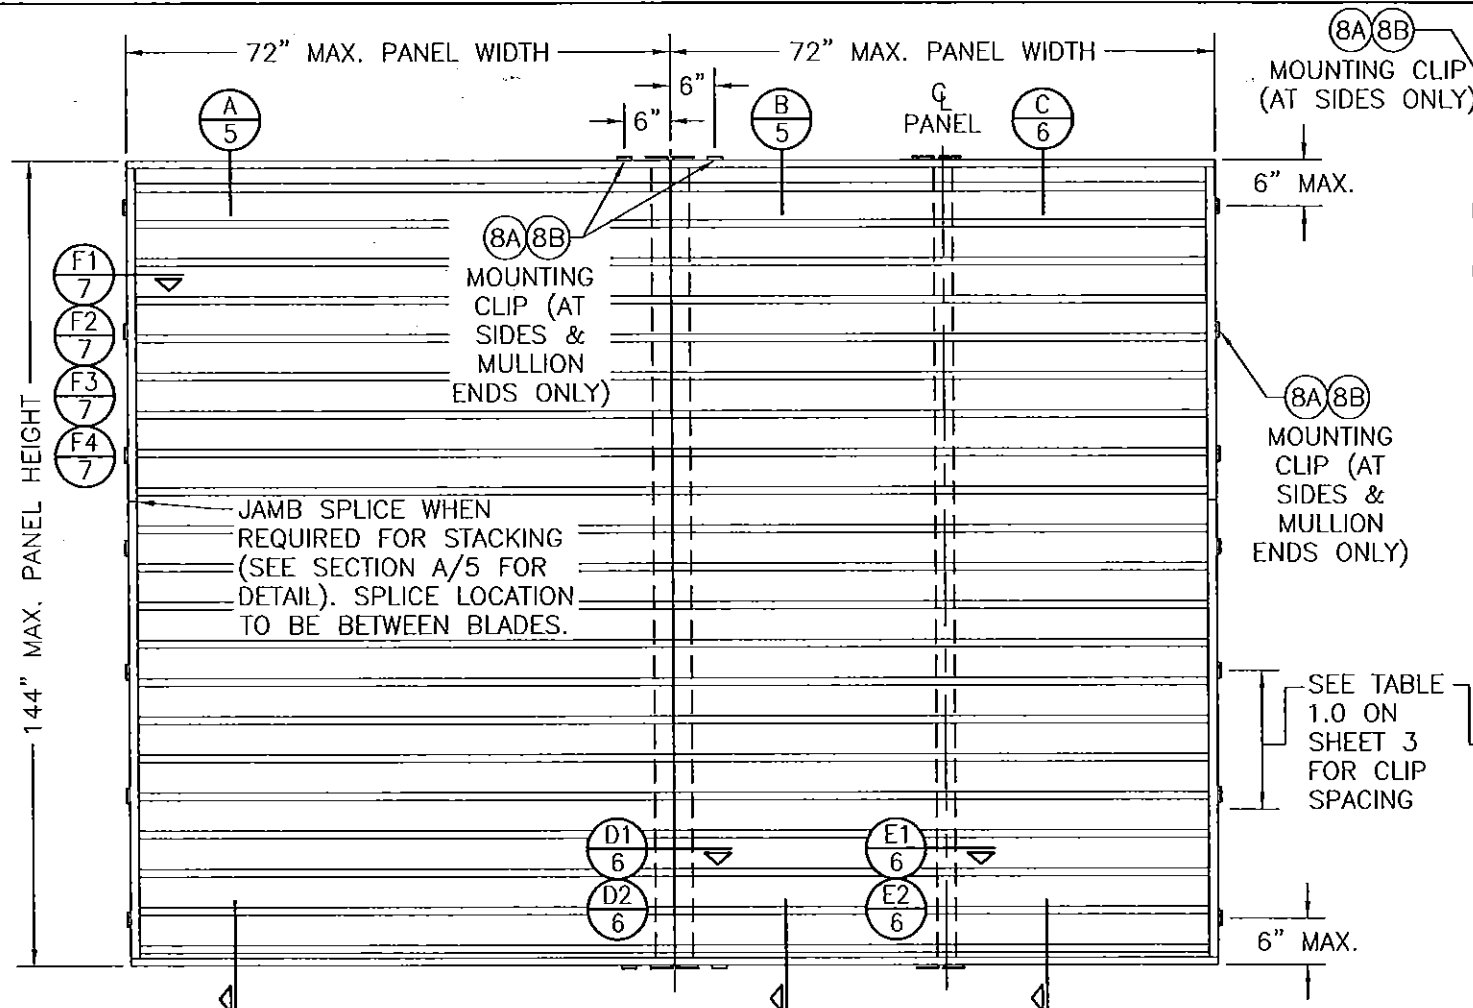 72" MAX. PANEL WIDTH
72" MAX. PANEL WIDTH
8A 8B
MOUNTING CLIP
(AT SIDES ONLY)
6"
6"
A
5
B
5
℄
PANEL
C
6
6" MAX.
8A 8B
MOUNTING
CLIP (AT
SIDES &
MULLION
ENDS ONLY)
F1
7
F2
7
F3
7
F4
7
144" MAX. PANEL HEIGHT
8A 8B
MOUNTING
CLIP (AT
SIDES &
MULLION
ENDS ONLY)
JAMB SPLICE WHEN
REQUIRED FOR STACKING
(SEE SECTION A/5 FOR
DETAIL). SPLICE LOCATION
TO BE BETWEEN BLADES.
SEE TABLE
1.0 ON
SHEET 3
FOR CLIP
SPACING
D1
6
D2
6
E1
6
E2
6
6" MAX.